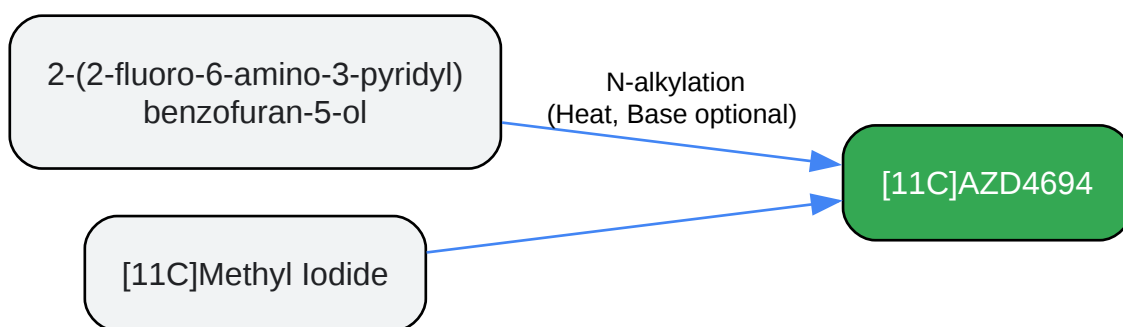 2-(2-fluoro-6-amino-3-pyridyl)
benzofuran-5-ol
N-alkylation
(Heat, Base optional)
[11C]AZD4694
[11C]Methyl Iodide